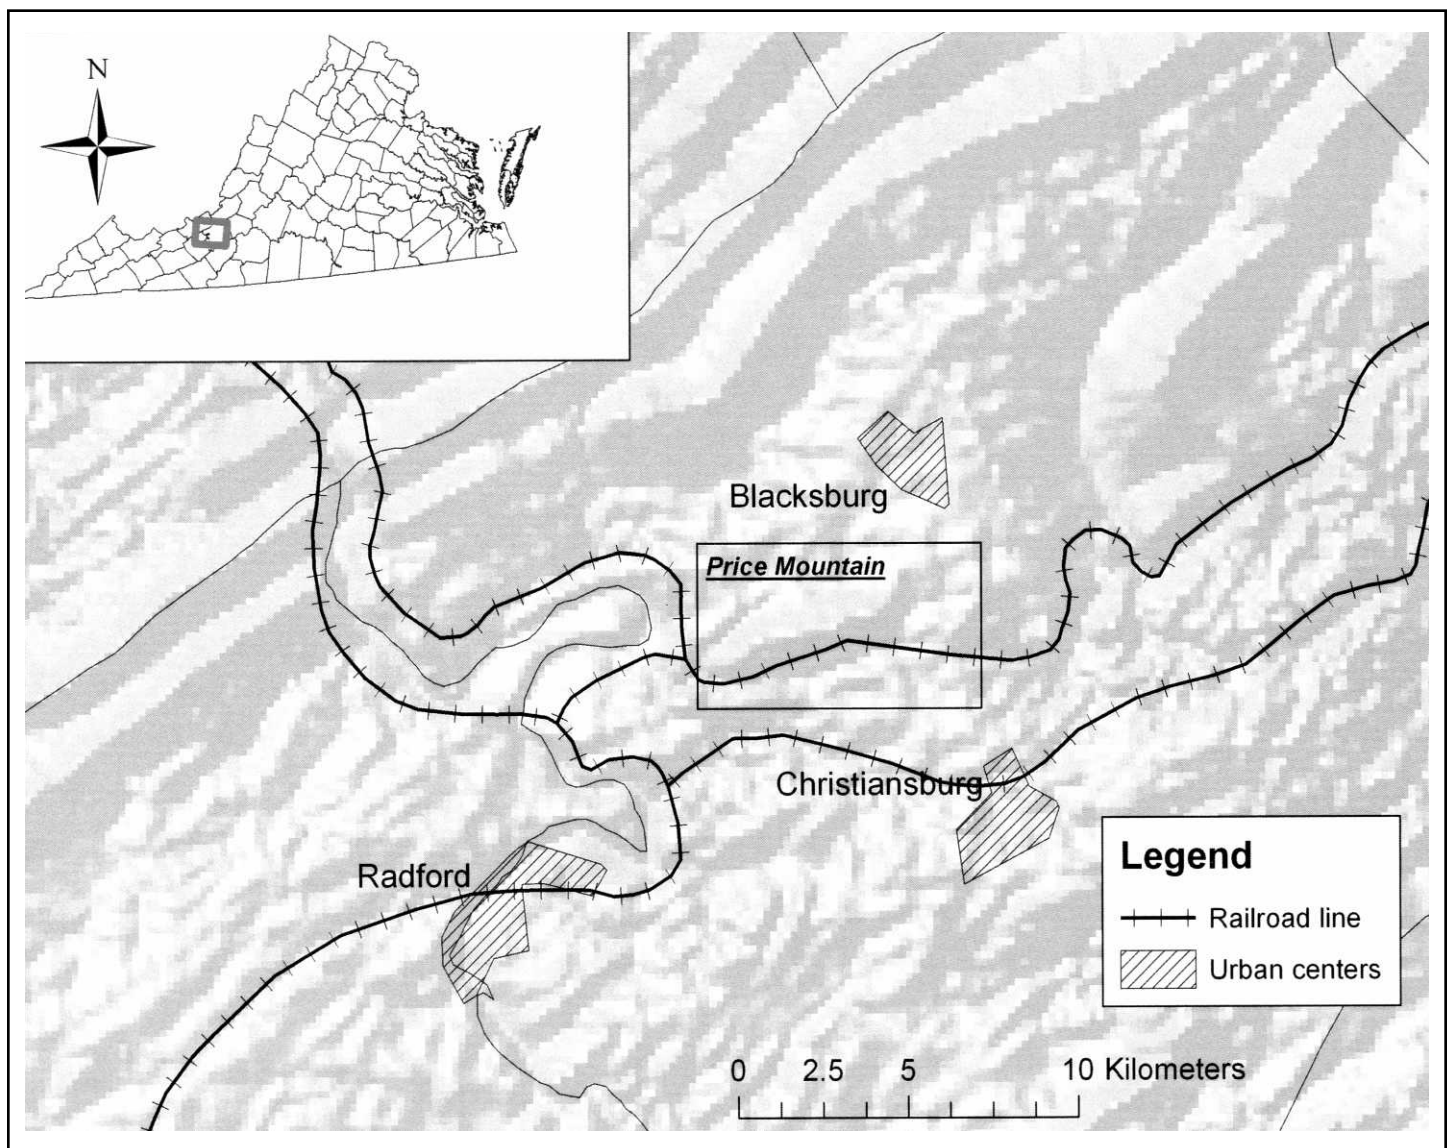 N
Blacksburg
Price Mountain
Christiansburg
Radford
Legend
Railroad line
Urban centers
0 2.5 5 10 Kilometers